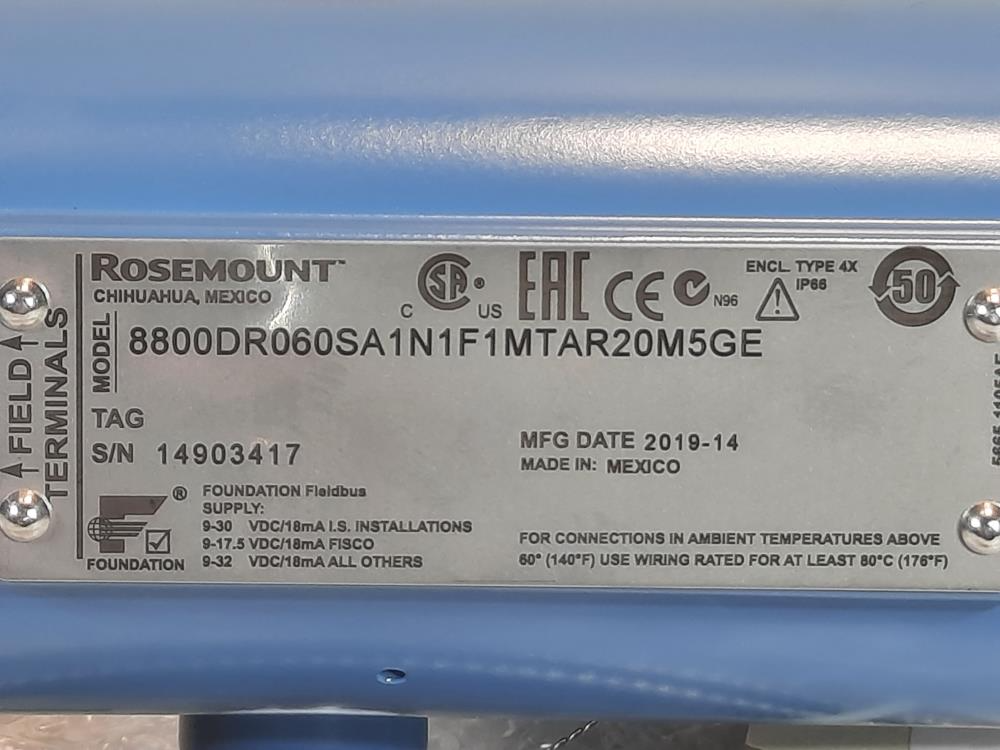 ROSEMOUNT™
CHIHUAHUA, MEXICO
C SA ® US
EAC CE N96
ENCL. TYPE 4X
IP66
50
MODEL 8800DR060SA1N1F1MTAR20M5GE
TAG
S/N 14903417
MFG DATE 2019-14
MADE IN: MEXICO
FIELD
TERMINALS
®
FOUNDATION
FOUNDATION Fieldbus
SUPPLY:
9-30 VDC/18mA I.S. INSTALLATIONS
9-17.5 VDC/18mA FISCO
9-32 VDC/18mA ALL OTHERS
FOR CONNECTIONS IN AMBIENT TEMPERATURES ABOVE
60° (140°F) USE WIRING RATED FOR AT LEAST 80°C (176°F)